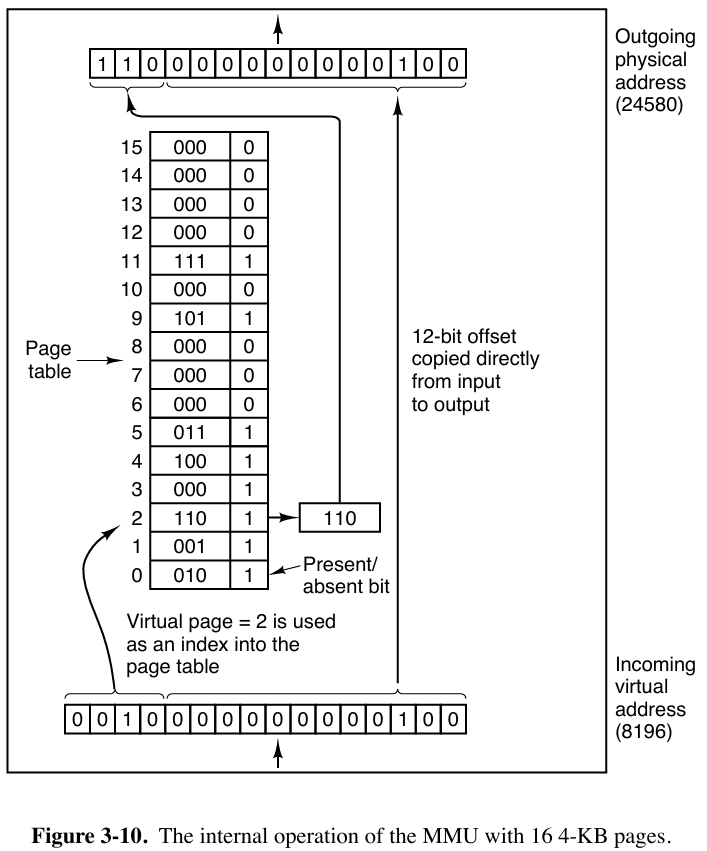 Outgoing
physical
address
(24580)
1 1 0 0 0 0 0 0 0 0 0 0 1 0 0
15 000 0
14 000 0
13 000 0
12 000 0
11 111 1
10 000 0
9 101 1
8 000 0
7 000 0
6 000 0
5 011 1
4 100 1
3 000 1
2 110 1
1 001 1
0 010 1
Page
table
110
12-bit offset
copied directly
from input
to output
Present/
absent bit
Virtual page = 2 is used
as an index into the
page table
0 0 1 0 0 0 0 0 0 0 0 0 0 1 0 0
Incoming
virtual
address
(8196)
Figure 3-10. The internal operation of the MMU with 16 4-KB pages.